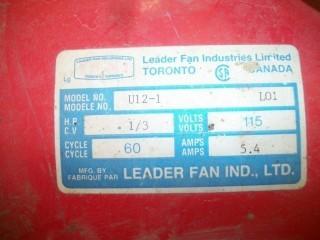 Leader Fan Industries Limited
TORONTO CANADA
MODEL NO. U12-1 L01
MODÈLE NO.
H.P. 1/3 VOLTS 115
C.V VOLTS
CYCLE 60 AMPS 5.4
CYCLE AMPS
MFG. BY LEADER FAN IND., LTD.
FABRIQUE PAR